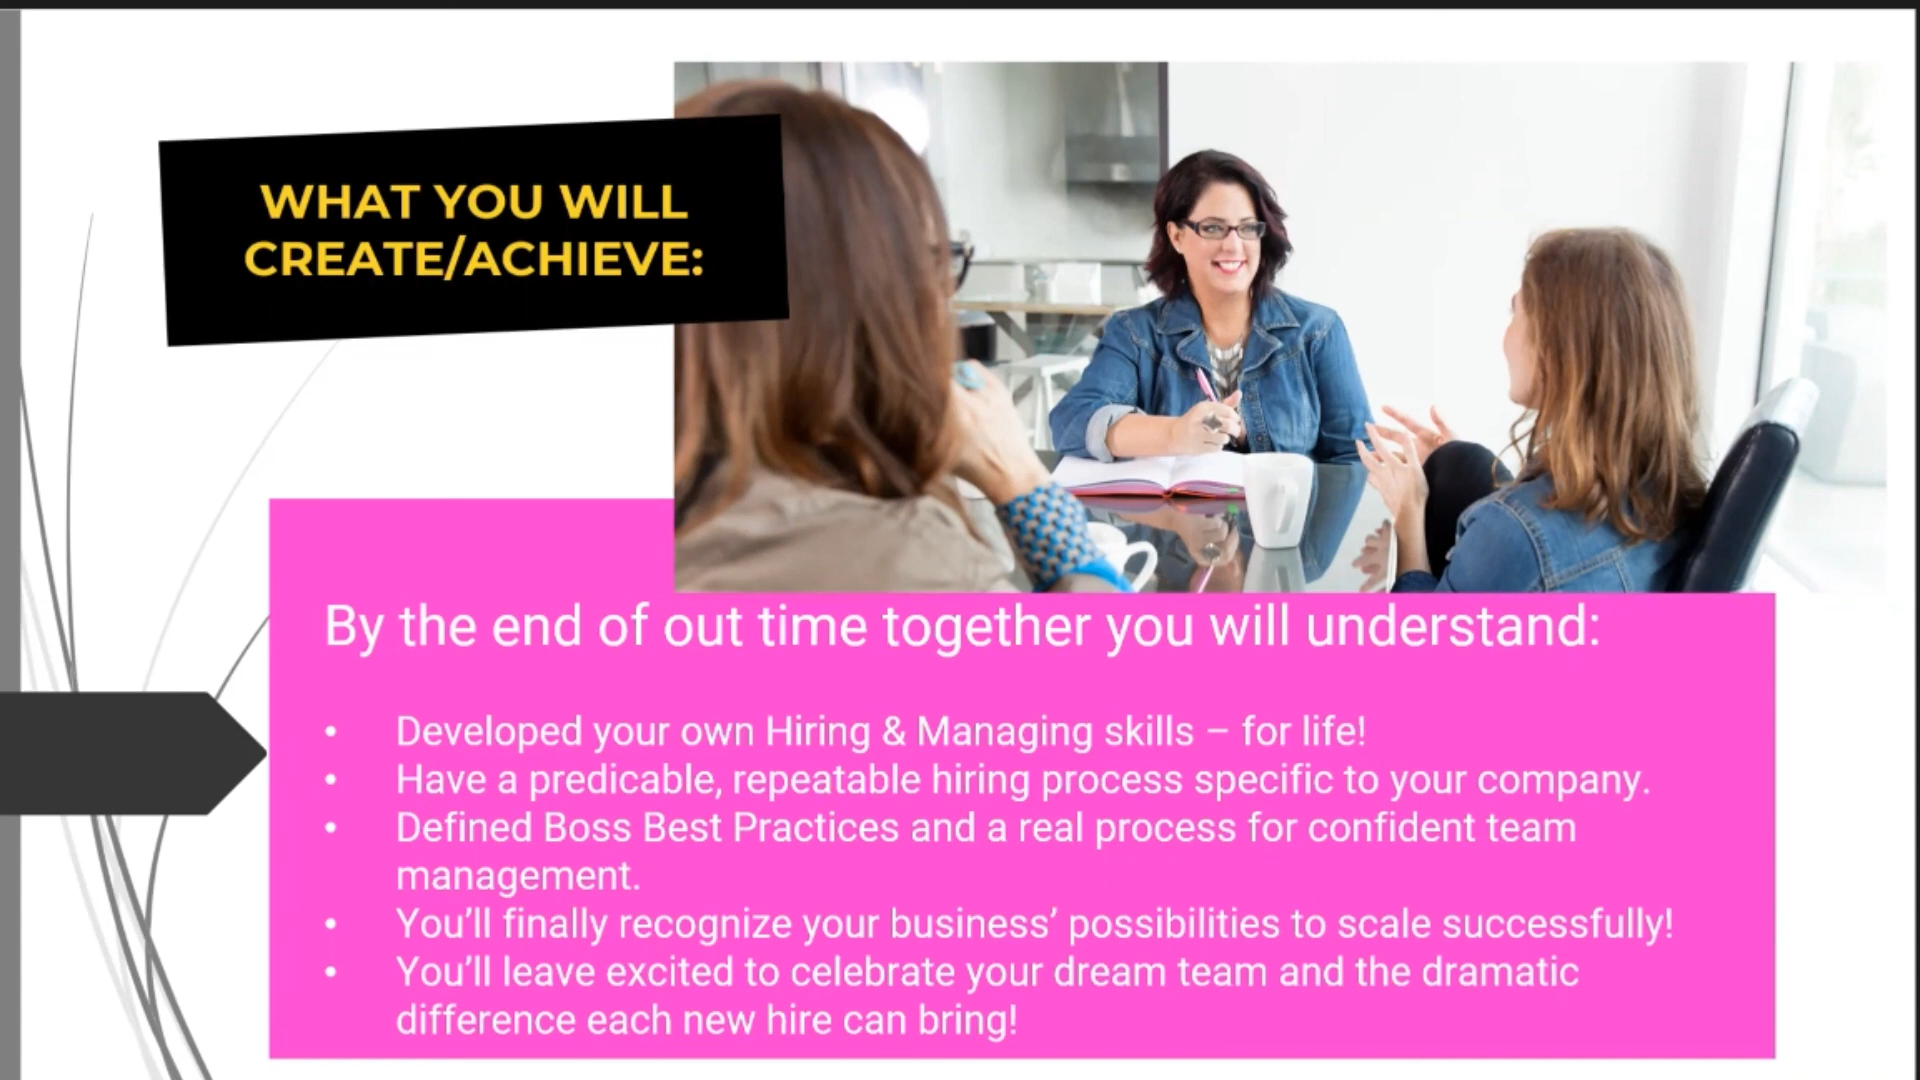 WHAT YOU WILL
CREATE/ACHIEVE:
By the end of out time together you will understand:
• Developed your own Hiring & Managing skills – for life!
• Have a predicable, repeatable hiring process specific to your company.
• Defined Boss Best Practices and a real process for confident team
management.
• You’ll finally recognize your business’ possibilities to scale successfully!
• You’ll leave excited to celebrate your dream team and the dramatic
difference each new hire can bring!